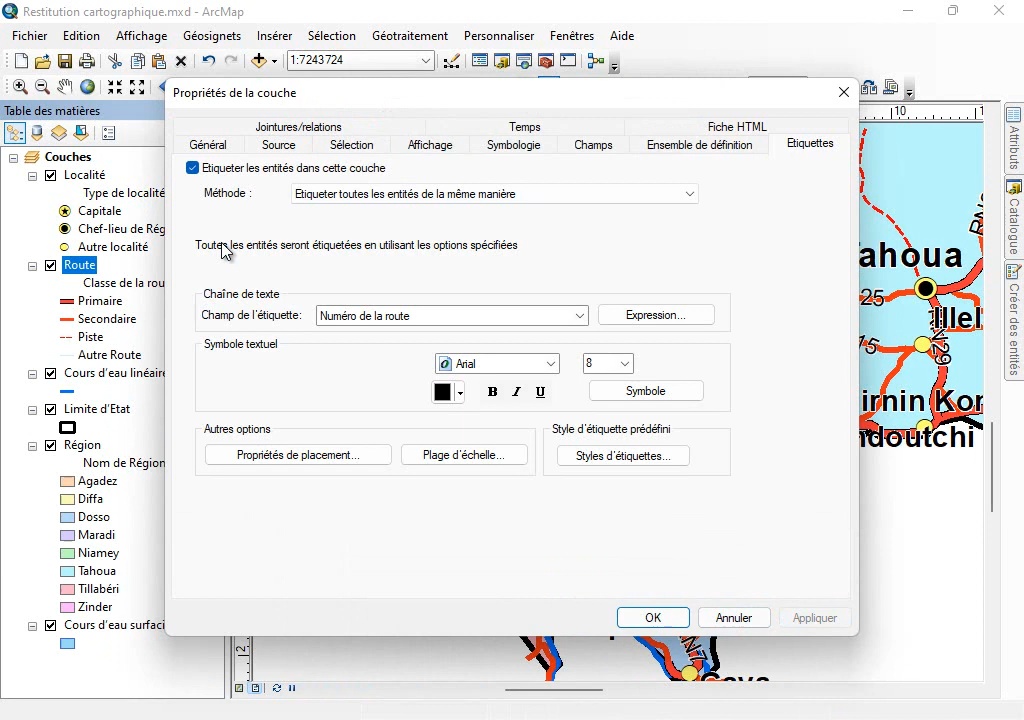 Restitution cartographique.mxd - ArcMap
Fichier Edition Affichage Géosignets Insérer Sélection Géotraitement Personnaliser Fenêtres Aide
1:7243724
Table des matières
Propriétés de la couche
Jointures/relations Temps Fiche HTML
Général Source Sélection Affichage Symbologie Champs Ensemble de définition Etiquettes
Etiqueter les entités dans cette couche
Méthode : Etiqueter toutes les entités de la même manière
Toutes les entités seront étiquetées en utilisant les options spécifiées
Chaîne de texte
Champ de l'étiquette: Numéro de la route Expression...
Symbole textuel
Arial 8
B I U Symbole
Autres options
Propriétés de placement... Plage d'échelle...
Style d'étiquette prédéfini
Styles d'étiquettes...
OK Annuler Appliquer
Couches
Localité
Type de localité
Capitale
Chef-lieu de Rég
Autre localité
Route
Classe de la rou
Primaire
Secondaire
Piste
Autre Route
Cours d'eau linéaire
Limite d'Etat
Région
Nom de Région
Agadez
Diffa
Dosso
Maradi
Niamey
Tahoua
Tillabéri
Zinder
Cours d'eau surfaci
10
ahoua
25
Illel
N29
irnin Kon
doutchi
N7
2
Attributs
Catalogue
Créer des entités